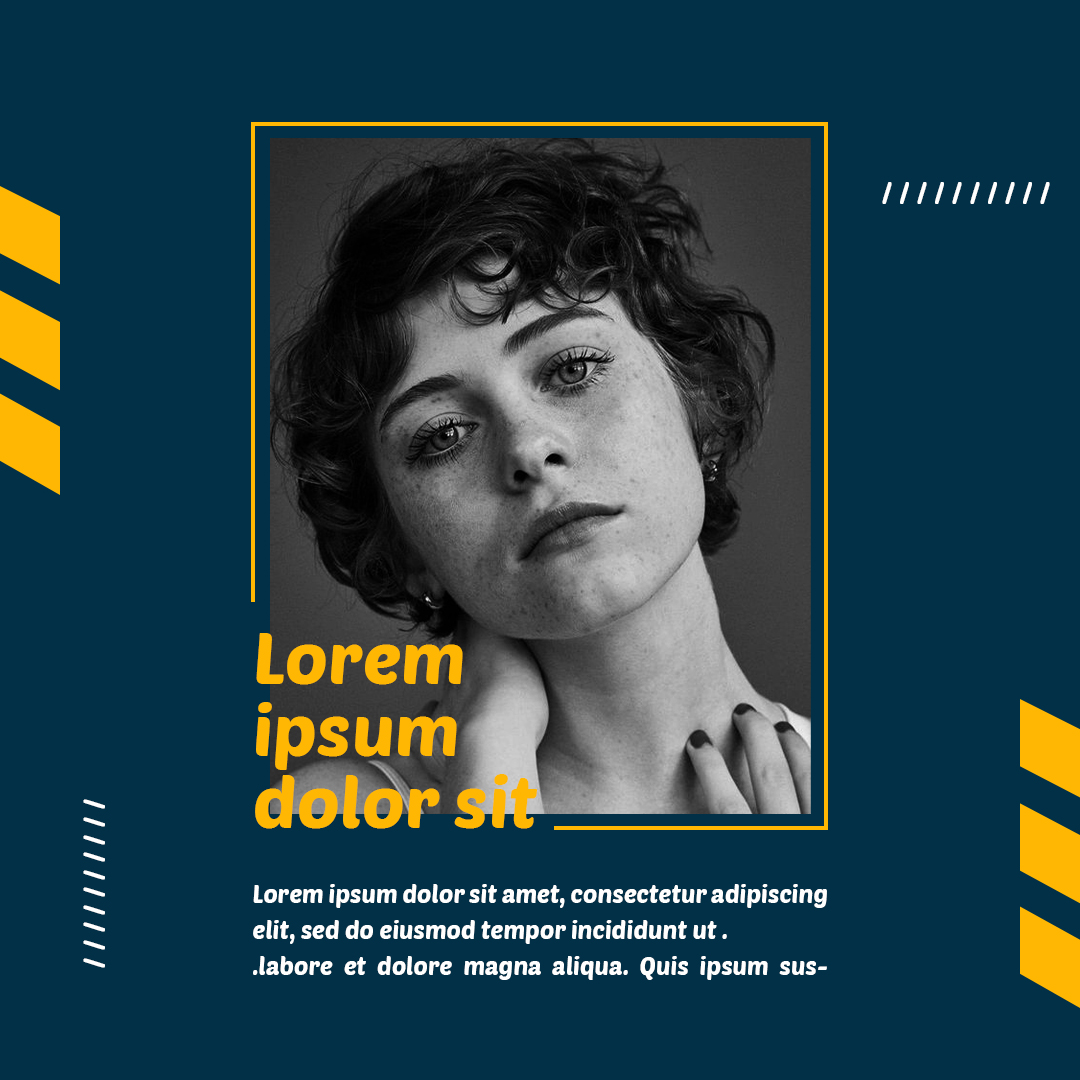 Lorem
ipsum
dolor sit
Lorem ipsum dolor sit amet, consectetur adipiscing
elit, sed do eiusmod tempor incididunt ut .
.labore et dolore magna aliqua. Quis ipsum sus-